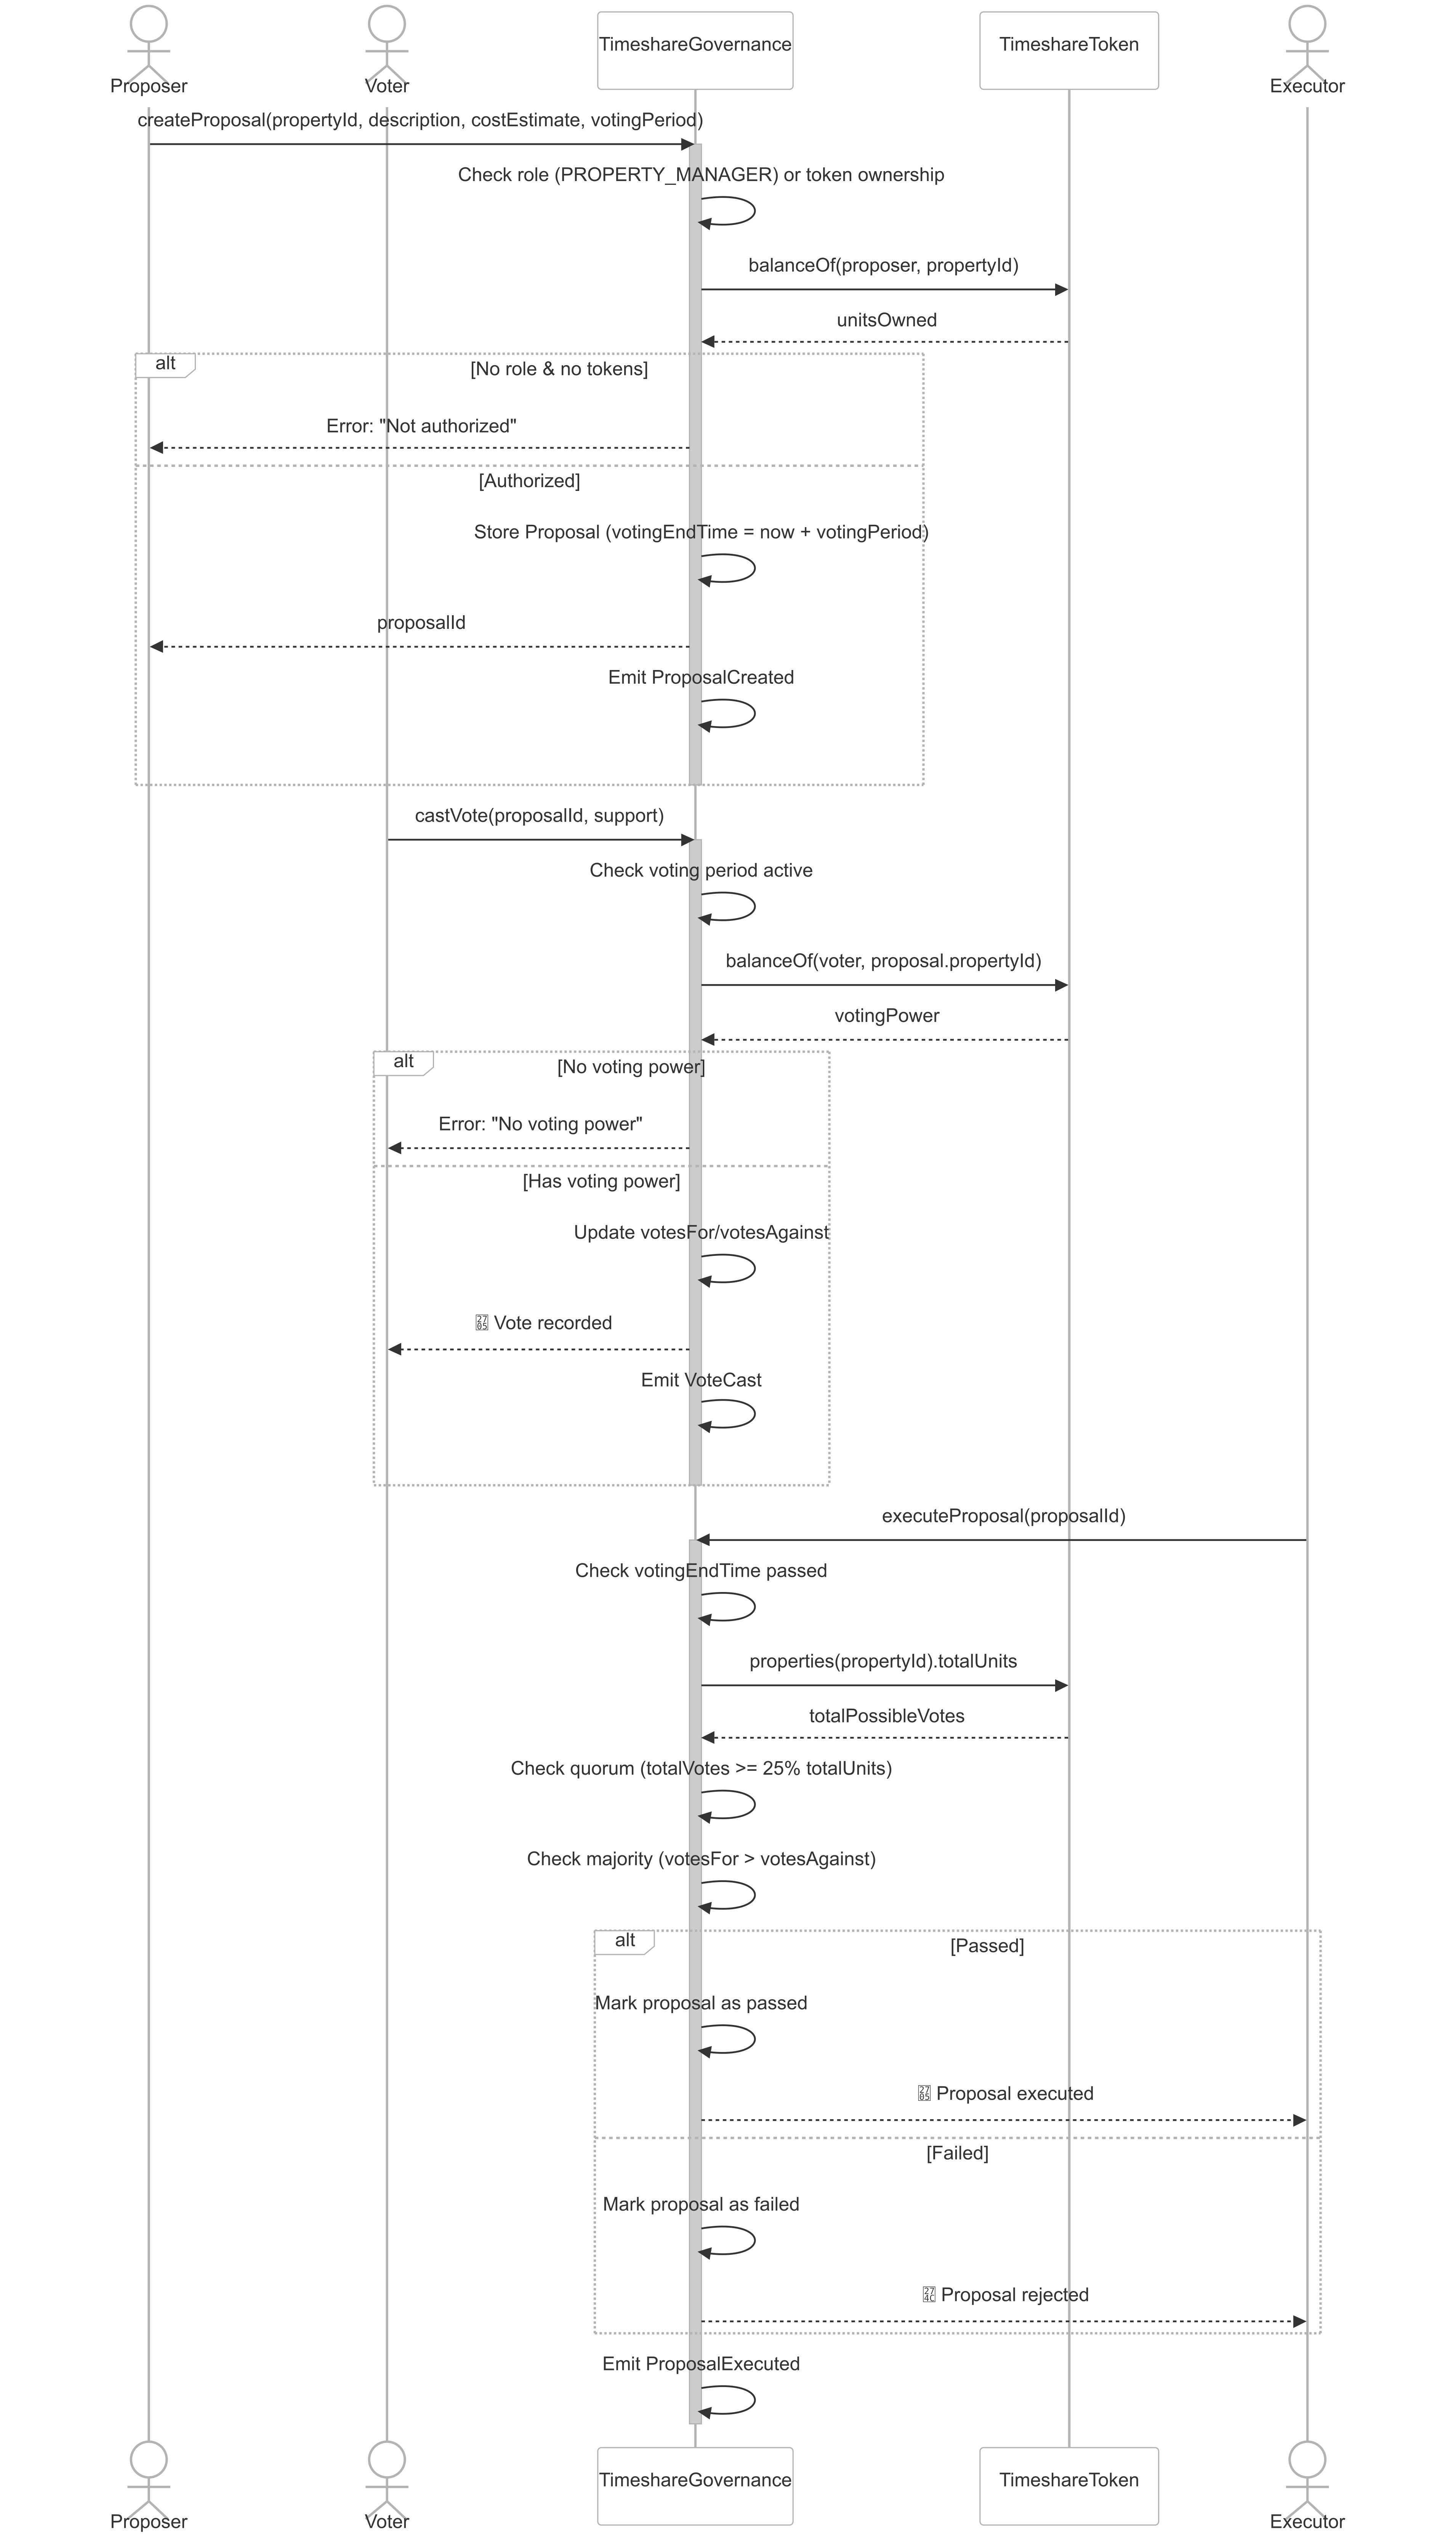 Proposer
Voter
TimeshareGovernance
TimeshareToken
Executor
createProposal(propertyId, description, costEstimate, votingPeriod)
Check role (PROPERTY_MANAGER) or token ownership
balanceOf(proposer, propertyId)
unitsOwned
alt
[No role & no tokens]
Error: "Not authorized"
[Authorized]
Store Proposal (votingEndTime = now + votingPeriod)
proposalId
Emit ProposalCreated
castVote(proposalId, support)
Check voting period active
balanceOf(voter, proposal.propertyId)
votingPower
alt
[No voting power]
Error: "No voting power"
[Has voting power]
Update votesFor/votesAgainst
2705 Vote recorded
Emit VoteCast
executeProposal(proposalId)
Check votingEndTime passed
properties(propertyId).totalUnits
totalPossibleVotes
Check quorum (totalVotes >= 25% totalUnits)
Check majority (votesFor > votesAgainst)
alt
[Passed]
Mark proposal as passed
2705 Proposal executed
[Failed]
Mark proposal as failed
274C Proposal rejected
Emit ProposalExecuted
Proposer
Voter
TimeshareGovernance
TimeshareToken
Executor